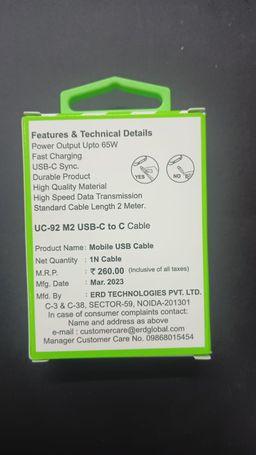 Features & Technical Details
Power Output Upto 65W
Fast Charging
USB-C Sync.
Durable Product
High Quality Material
High Speed Data Transmission
Standard Cable Length 2 Meter.
YES
NO
UC-92 M2 USB-C to C Cable
Product Name : Mobile USB Cable
Net Quantity : 1N Cable
M.R.P. : ₹ 260.00 (Inclusive of all taxes)
Mfg. Date : Mar. 2023
Mfd. By : ERD TECHNOLOGIES PVT. LTD.
C-3 & C-38, SECTOR-59, NOIDA-201301
In case of consumer complaints contact:
Name and address as above
e-mail : customercare@erdglobal.com
Manager Customer Care No. 09868015454